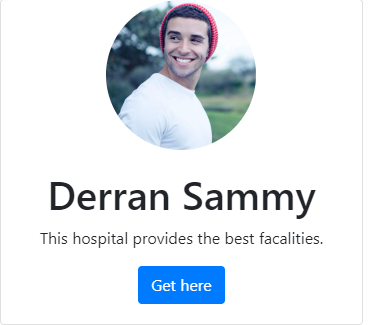 Derran Sammy
This hospital provides the best facalities.
Get here